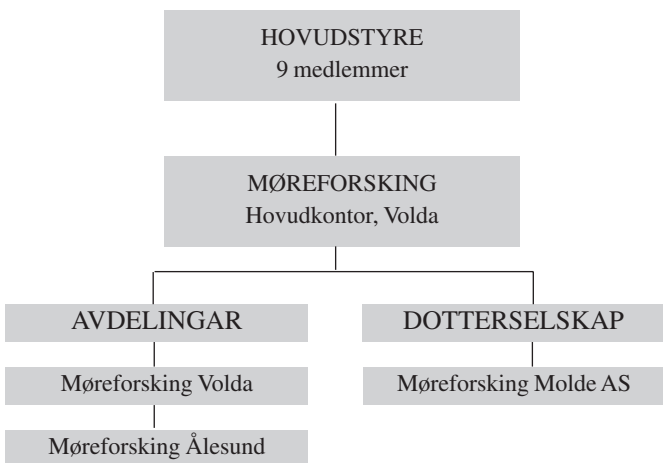 HOVUDSTYRE
9 medlemmer
MØREFORSKING
Hovudkontor, Volda
AVDELINGAR
Møreforsking Volda
Møreforsking Ålesund
DOTTERSELSKAP
Møreforsking Molde AS